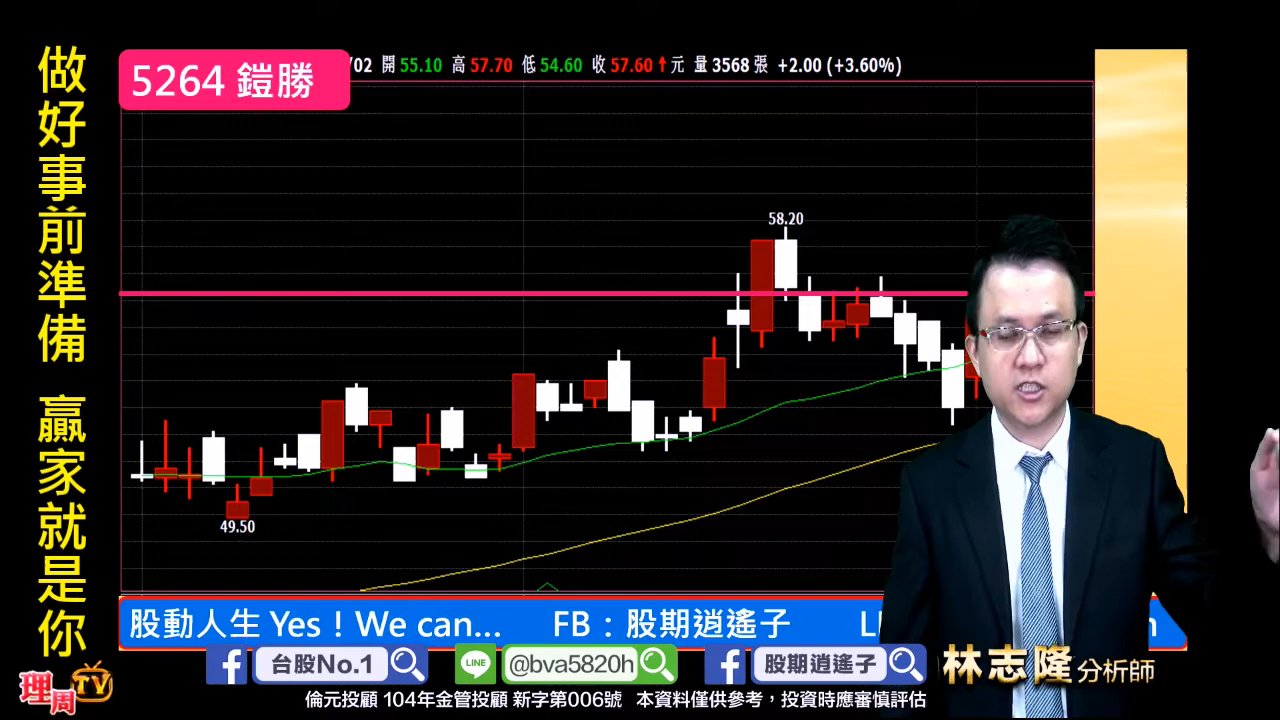 做好事前準備 贏家就是你
5264 鎧勝
/02 開 55.10 高 57.70 低 54.60 收 57.60↑元 量 3568 張 +2.00 (+3.60%)
58.20
49.50
股動人生 Yes！We can... FB：股期逍遙子
台股No.1
LINE
@bva5820h
股期逍遙子
林志隆 分析師
理周TV
倫元投顧 104年金管投顧 新字第006號 本資料僅供參考，投資時應審慎評估